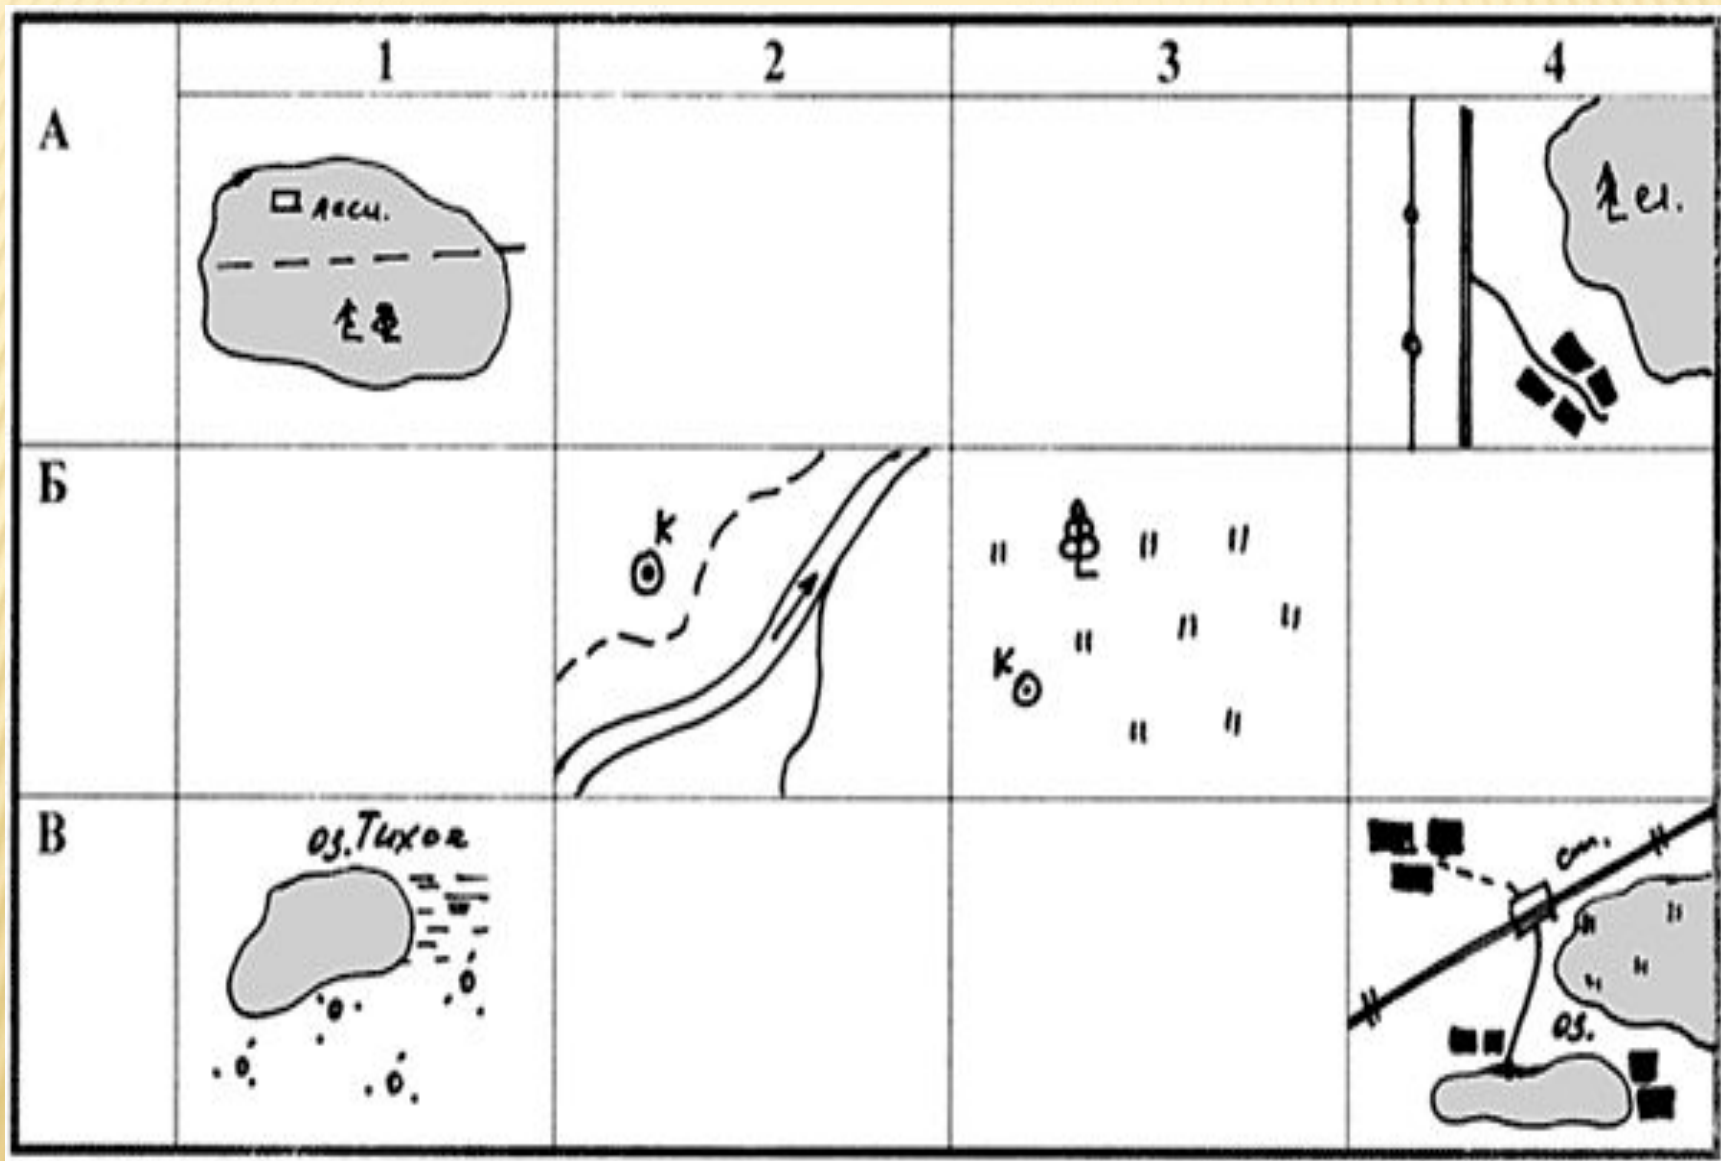 1 2 3 4
А
лесн.
ел.
Б
К
К
В
оз. Тихое
ст.
оз.